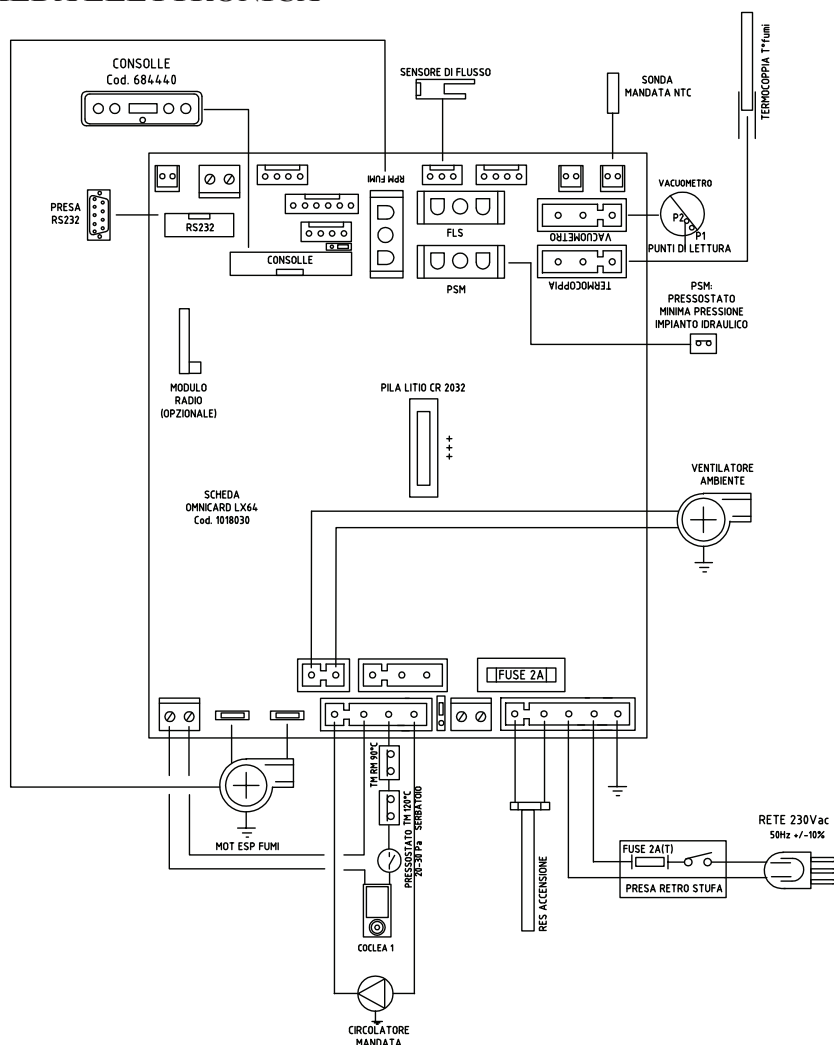 CONSOLLE
Cod. 684440
SENSORE DI FLUSSO
SONDA
MANDATA NTC
TERMOCOPPIA T°fumi
PRESA
RS232
RS232
CONSOLLE
RPM FUMI
FLS
PSM
VACUOMETRO
TERMOCOPPIA
VACUOMETRO
P2
P1
PUNTI DI LETTURA
PSM:
PRESSOSTATO
MINIMA PRESSIONE
IMPIANTO IDRAULICO
MODULO
RADIO
(OPZIONALE)
PILA LITIO CR 2032
+++
SCHEDA
OMNICARD LX64
Cod. 1018030
VENTILATORE
AMBIENTE
FUSE 2A
MOT ESP FUMI
TM RM 90°C
TM 120°C
SERBATOIO
PRESSOSTATO
20-30 Pa
COCLEA 1
CIRCOLATORE
MANDATA
RES ACCENSIONE
FUSE 2A(T)
PRESA RETRO STUFA
RETE 230Vac
50Hz +/-10%